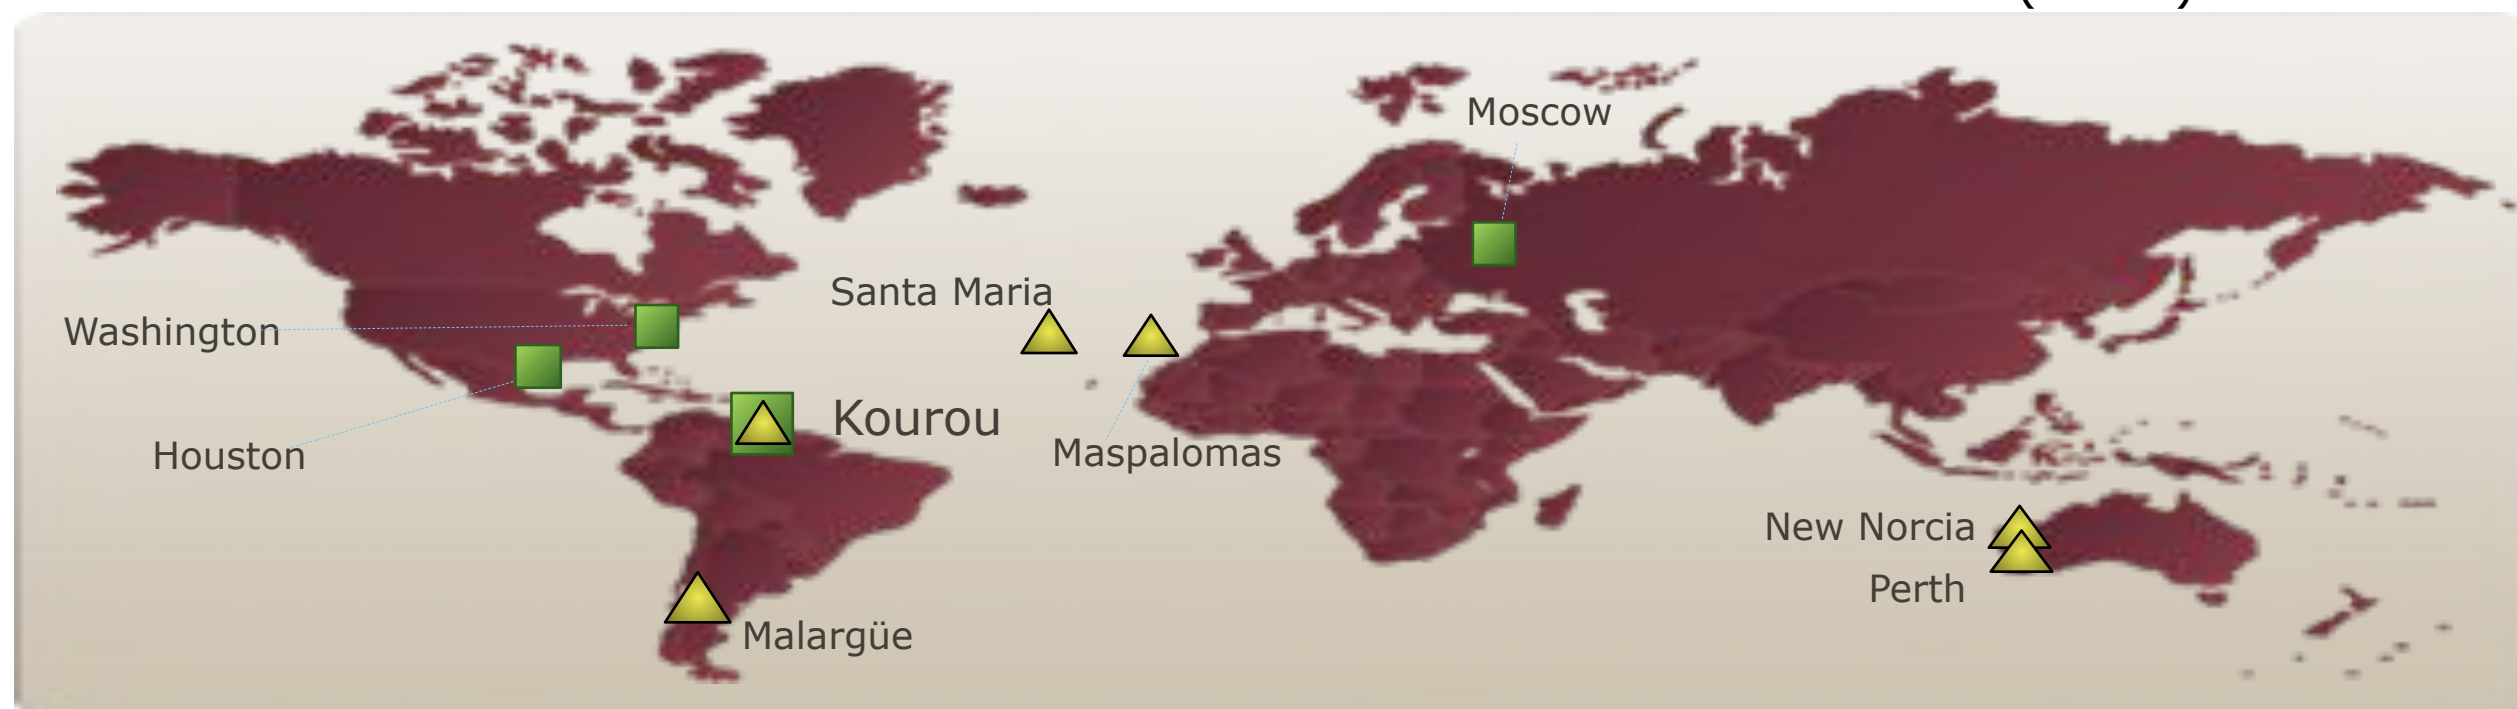 Moscow
Santa Maria
Washington
Kourou
Houston
Maspalomas
New Norcia
Perth
Malargüe